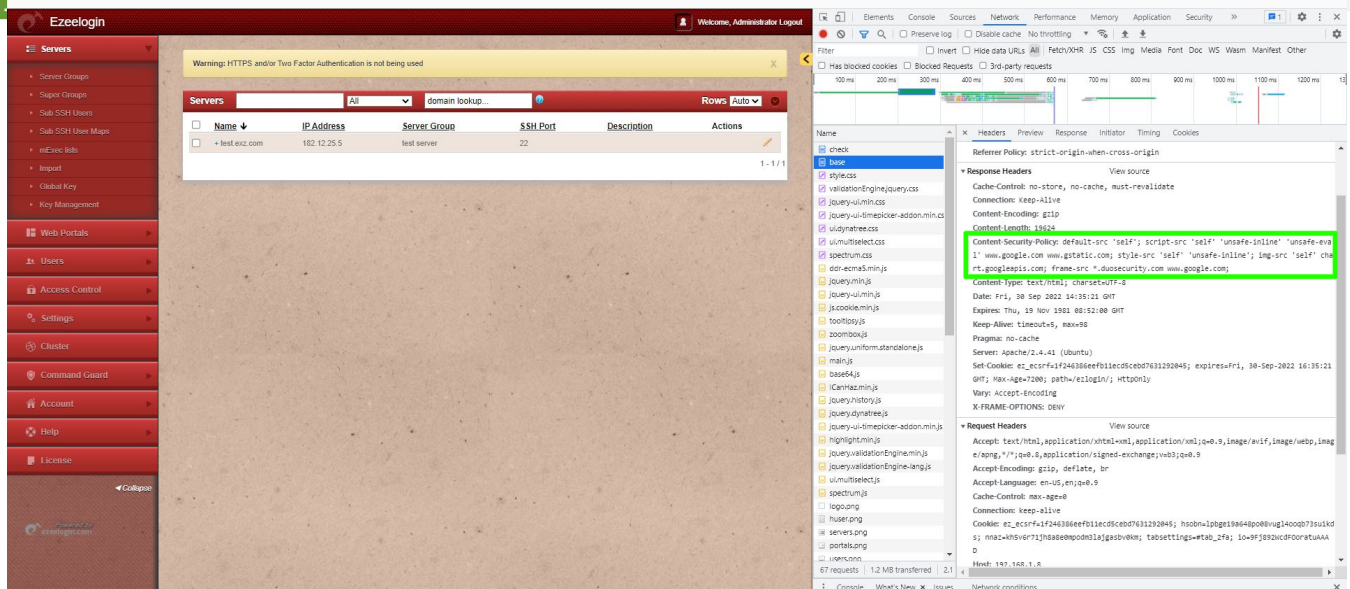 Ezeelogin
Welcome, Administrator Logout
Servers
Server Groups
Super Groups
Sub SSH Users
Sub SSH User Maps
mExec lists
Import
Global Key
Key Management
Web Portals
Users
Access Control
Settings
Cluster
Command Guard
Account
Help
License
Collapse
Powered by
ezeelogin.com
Warning: HTTPS and/or Two Factor Authentication is not being used X
Servers All domain lookup... Rows Auto
Name IP Address Server Group SSH Port Description Actions
+ test.exz.com 182.12.25.5 test server 22
1 - 1 / 1
Elements Console Sources Network Performance Memory Application Security » 1
Preserve log Disable cache No throttling
Filter Invert Hide data URLs All Fetch/XHR JS CSS Img Media Font Doc WS Wasm Manifest Other
Has blocked cookies Blocked Requests 3rd-party requests
100 ms 200 ms 300 ms 400 ms 500 ms 600 ms 700 ms 800 ms 900 ms 1000 ms 1100 ms 1200 ms 13
Name
check
base
style.css
validationEngine.jquery.css
jquery-ui.min.css
jquery-ui-timepicker-addon.min.cs
ui.dynatree.css
ui.multiselect.css
spectrum.css
ddr-ecma5.min.js
jquery.min.js
jquery-ui.min.js
js.cookie.min.js
tooltipsy.js
zoombox.js
jquery.uniform.standalone.js
main.js
base64.js
ICanHaz.min.js
jquery.history.js
jquery.dynatree.js
jquery-ui-timepicker-addon.min.js
highlight.min.js
jquery.validationEngine.min.js
jquery.validationEngine-lang.js
ui.multiselect.js
spectrum.js
logo.png
huser.png
servers.png
portals.png
users.png
67 requests 1.2 MB transferred 2.1
× Headers Preview Response Initiator Timing Cookies
Referrer Policy: strict-origin-when-cross-origin
Response Headers View source
Cache-Control: no-store, no-cache, must-revalidate
Connection: Keep-Alive
Content-Encoding: gzip
Content-Length: 19624
Content-Security-Policy: default-src 'self'; script-src 'self' 'unsafe-inline' 'unsafe-eva
l' www.google.com www.gstatic.com; style-src 'self' 'unsafe-inline'; img-src 'self' cha
rt.googleapis.com; frame-src *.duosecurity.com www.google.com;
Content-Type: text/html; charset=UTF-8
Date: Fri, 30 Sep 2022 14:35:21 GMT
Expires: Thu, 19 Nov 1981 08:52:00 GMT
Keep-Alive: timeout=5, max=98
Pragma: no-cache
Server: Apache/2.4.41 (Ubuntu)
Set-Cookie: ez_ecsrf=1f246386eefb11ecd5cebd7631292045; expires=Fri, 30-Sep-2022 16:35:21
GMT; Max-Age=7200; path=/ezlogin/; HttpOnly
Vary: Accept-Encoding
X-FRAME-OPTIONS: DENY
Request Headers View source
Accept: text/html,application/xhtml+xml,application/xml;q=0.9,image/avif,image/webp,imag
e/apng,*/*;q=0.8,application/signed-exchange;v=b3;q=0.9
Accept-Encoding: gzip, deflate, br
Accept-Language: en-US,en;q=0.9
Cache-Control: max-age=0
Connection: keep-alive
Cookie: ez_ecsrf=1f246386eefb11ecd5cebd7631292045;
tabsettings=#tab_2fa;
D
Host: 192.168.1.8
Console What's New × Issues Network conditions